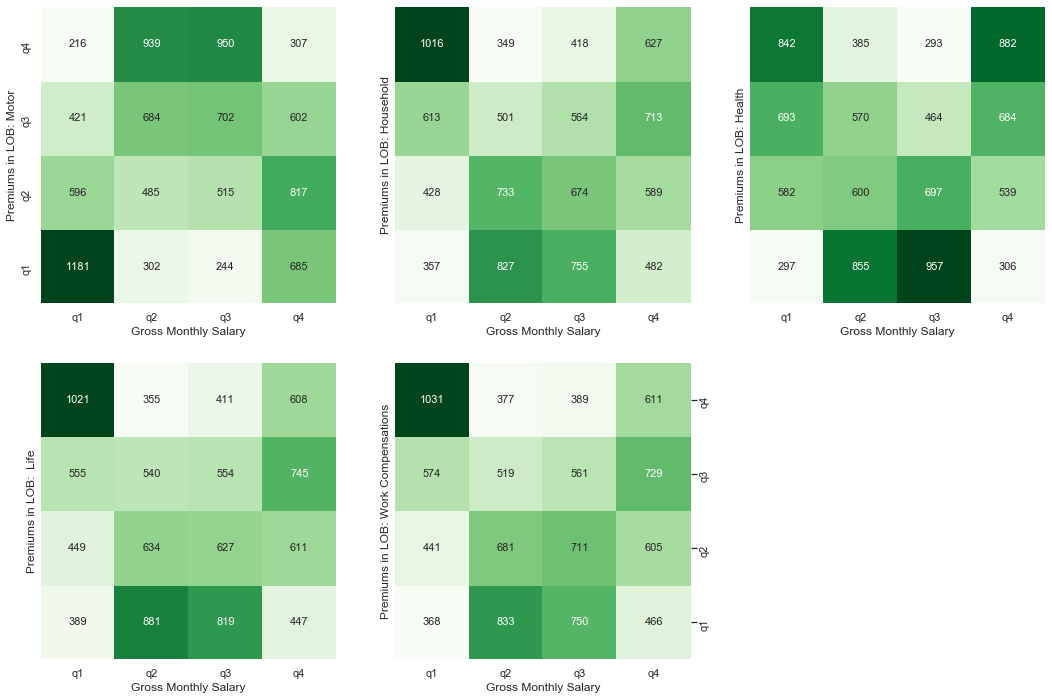 Premiums in LOB: Motor
q4 216 939 950 307
q3 421 684 702 602
q2 596 485 515 817
q1 1181 302 244 685
q1 q2 q3 q4
Gross Monthly Salary
Premiums in LOB: Household
1016 349 418 627
613 501 564 713
428 733 674 589
357 827 755 482
q1 q2 q3 q4
Gross Monthly Salary
Premiums in LOB: Health
842 385 293 882
693 570 464 684
582 600 697 539
297 855 957 306
q1 q2 q3 q4
Gross Monthly Salary
Premiums in LOB: Life
1021 355 411 608
555 540 554 745
449 634 627 611
389 881 819 447
q1 q2 q3 q4
Gross Monthly Salary
Premiums in LOB: Work Compensations
1031 377 389 611 q4
574 519 561 729 q3
441 681 711 605 q2
368 833 750 466 q1
q1 q2 q3 q4
Gross Monthly Salary